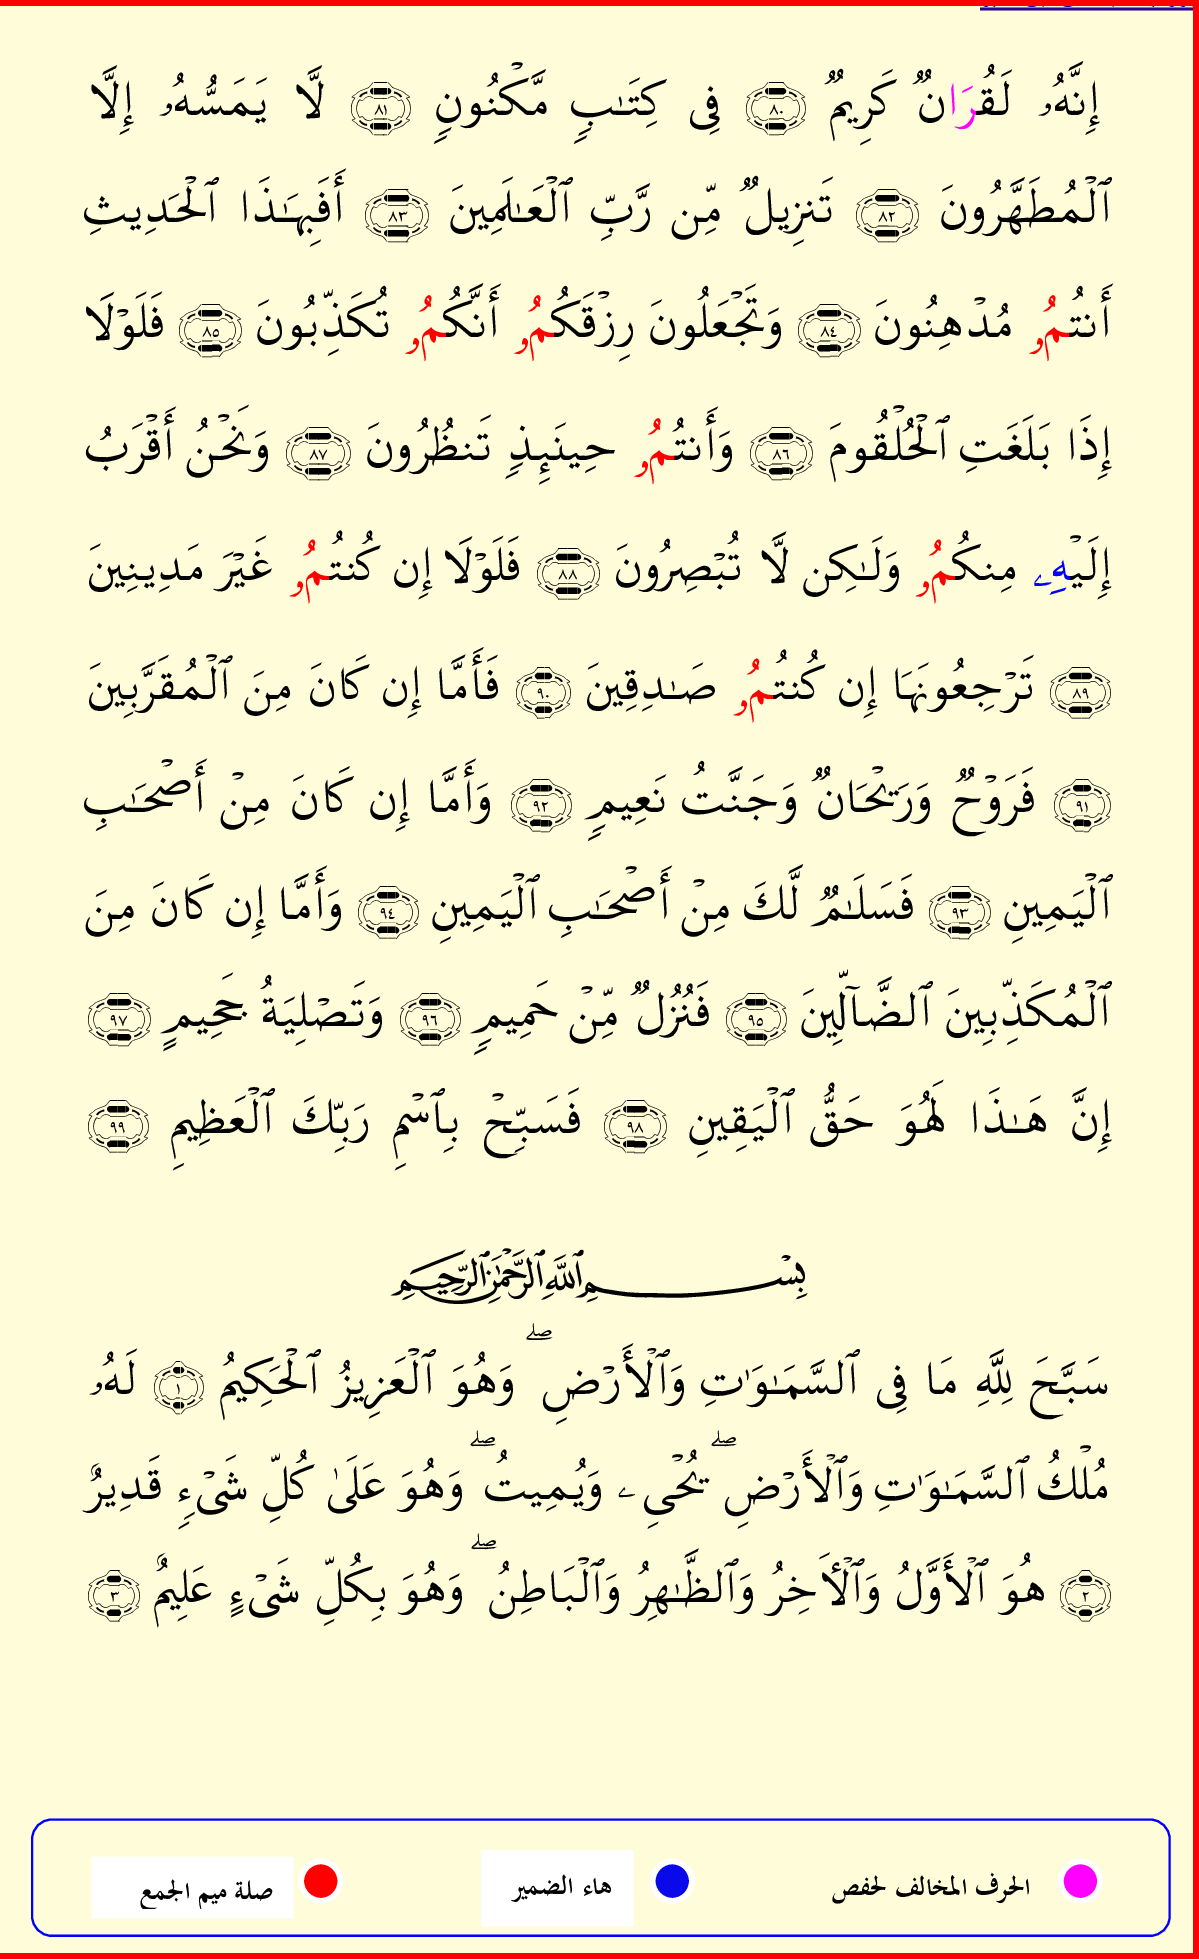 إِنَّهُۥ لَقُرَانٌ كَرِيمٌ ٨٠ فِى كِتَـٰبٍ مَّكْنُونٍ ٨١ لَّا يَمَسُّهُۥ إِلَّا
ٱلْمُطَهَّرُونَ ٨٢ تَنزِيلٌ مِّن رَّبِّ ٱلْعَـٰلَمِينَ ٨٣ أَفَبِهَـٰذَا ٱلْحَدِيثِ
أَنتُمُۥ مُدْهِنُونَ ٨٤ وَتَجْعَلُونَ رِزْقَكُمُۥ أَنَّكُمُۥ تُكَذِّبُونَ ٨٥ فَلَوْلَا
إِذَا بَلَغَتِ ٱلْحُلْقُومَ ٨٦ وَأَنتُمُۥ حِينَئِذٍ تَنظُرُونَ ٨٧ وَنَحْنُ أَقْرَبُ
إِلَيْهِۦ مِنكُمُۥ وَلَـٰكِن لَّا تُبْصِرُونَ ٨٨ فَلَوْلَا إِن كُنتُمُۥ غَيْرَ مَدِينِينَ
٨٩ تَرْجِعُونَهَا إِن كُنتُمُۥ صَـٰدِقِينَ ٩٠ فَأَمَّا إِن كَانَ مِنَ ٱلْمُقَرَّبِينَ
٩١ فَرَوْحٌ وَرَيْحَانٌ وَجَنَّتُ نَعِيمٍ ٩٢ وَأَمَّا إِن كَانَ مِنْ أَصْحَـٰبِ
ٱلْيَمِينِ ٩٣ فَسَلَـٰمٌ لَّكَ مِنْ أَصْحَـٰبِ ٱلْيَمِينِ ٩٤ وَأَمَّا إِن كَانَ مِنَ
ٱلْمُكَذِّبِينَ ٱلضَّآلِّينَ ٩٥ فَنُزُلٌ مِّنْ حَمِيمٍ ٩٦ وَتَصْلِيَةُ جَحِيمٍ ٩٧
إِنَّ هَـٰذَا لَهُوَ حَقُّ ٱلْيَقِينِ ٩٨ فَسَبِّحْ بِٱسْمِ رَبِّكَ ٱلْعَظِيمِ ٩٩
بِسْمِ ٱللَّهِ ٱلرَّحْمَـٰنِ ٱلرَّحِيمِ
سَبَّحَ لِلَّهِ مَا فِى ٱلسَّمَـٰوَٰتِ وَٱلْأَرْضِ ۖ وَهُوَ ٱلْعَزِيزُ ٱلْحَكِيمُ ١ لَهُۥ
مُلْكُ ٱلسَّمَـٰوَٰتِ وَٱلْأَرْضِ ۖ يُحْىِۦ وَيُمِيتُ ۖ وَهُوَ عَلَىٰ كُلِّ شَىْءٍ قَدِيرٌ
٢ هُوَ ٱلْأَوَّلُ وَٱلْأَخِرُ وَٱلظَّـٰهِرُ وَٱلْبَاطِنُ ۖ وَهُوَ بِكُلِّ شَىْءٍ عَلِيمٌ ٣
الحرف المخالف لحفص هاء الضمير صلة ميم الجمع